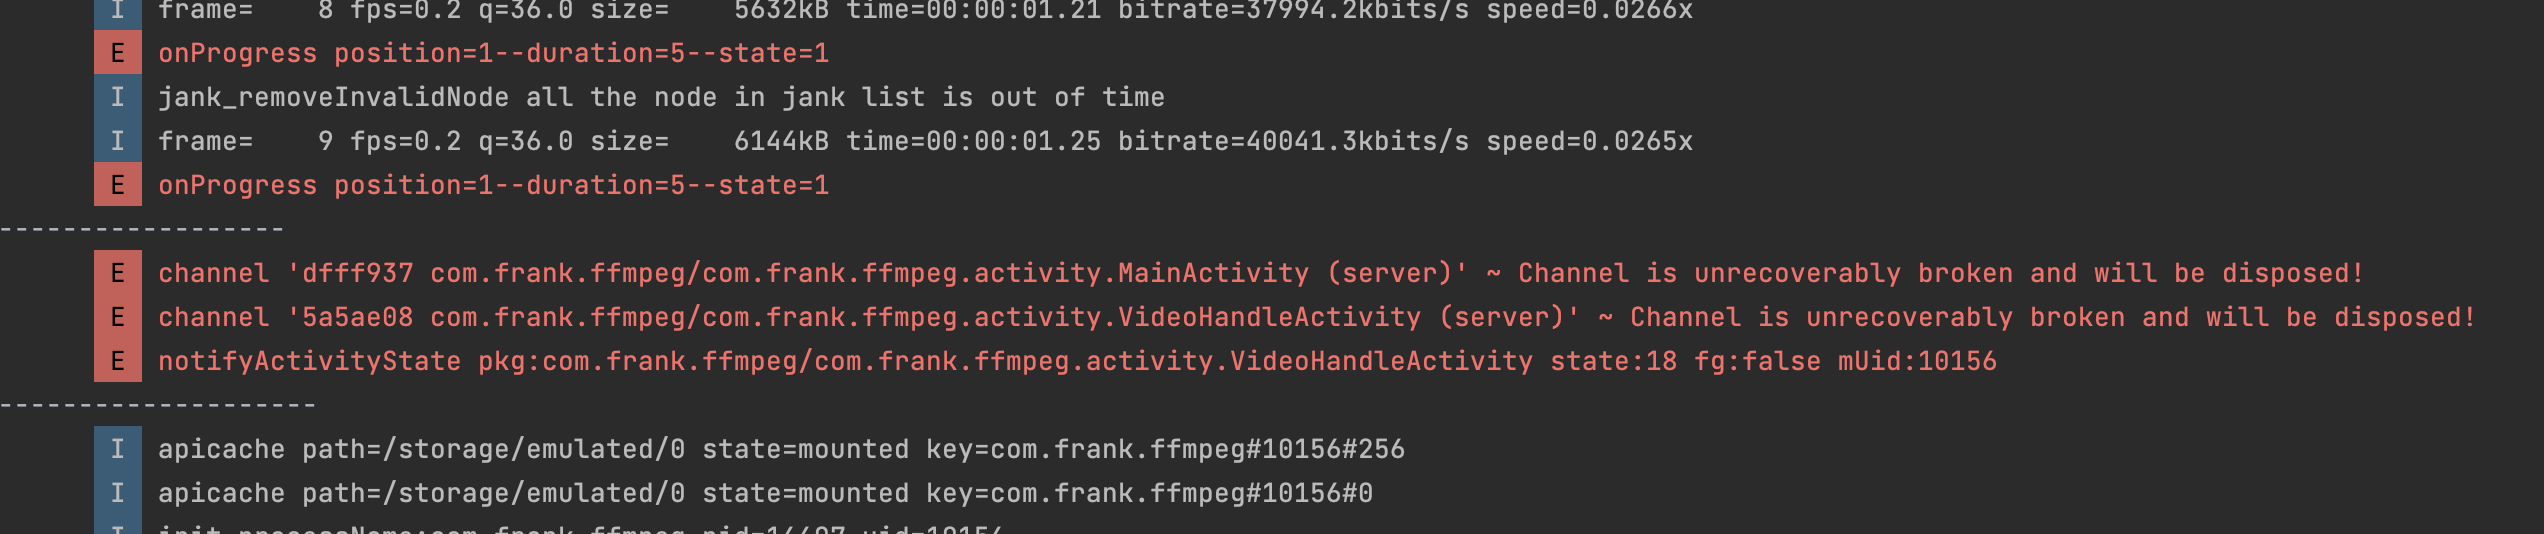 I frame=    8 fps=0.2 q=36.0 size=    5632kB time=00:00:01.21 bitrate=37994.2kbits/s speed=0.0266x
E onProgress position=1--duration=5--state=1
I jank_removeInvalidNode all the node in jank list is out of time
I frame=    9 fps=0.2 q=36.0 size=    6144kB time=00:00:01.25 bitrate=40041.3kbits/s speed=0.0265x
E onProgress position=1--duration=5--state=1
------------------
E channel 'dfff937 com.frank.ffmpeg/com.frank.ffmpeg.activity.MainActivity (server)' ~ Channel is unrecoverably broken and will be disposed!
E channel '5a5ae08 com.frank.ffmpeg/com.frank.ffmpeg.activity.VideoHandleActivity (server)' ~ Channel is unrecoverably broken and will be disposed!
E notifyActivityState pkg:com.frank.ffmpeg/com.frank.ffmpeg.activity.VideoHandleActivity state:18 fg:false mUid:10156
--------------------
I apicache path=/storage/emulated/0 state=mounted key=com.frank.ffmpeg#10156#256
I apicache path=/storage/emulated/0 state=mounted key=com.frank.ffmpeg#10156#0
I init processName:com.frank.ffmpeg